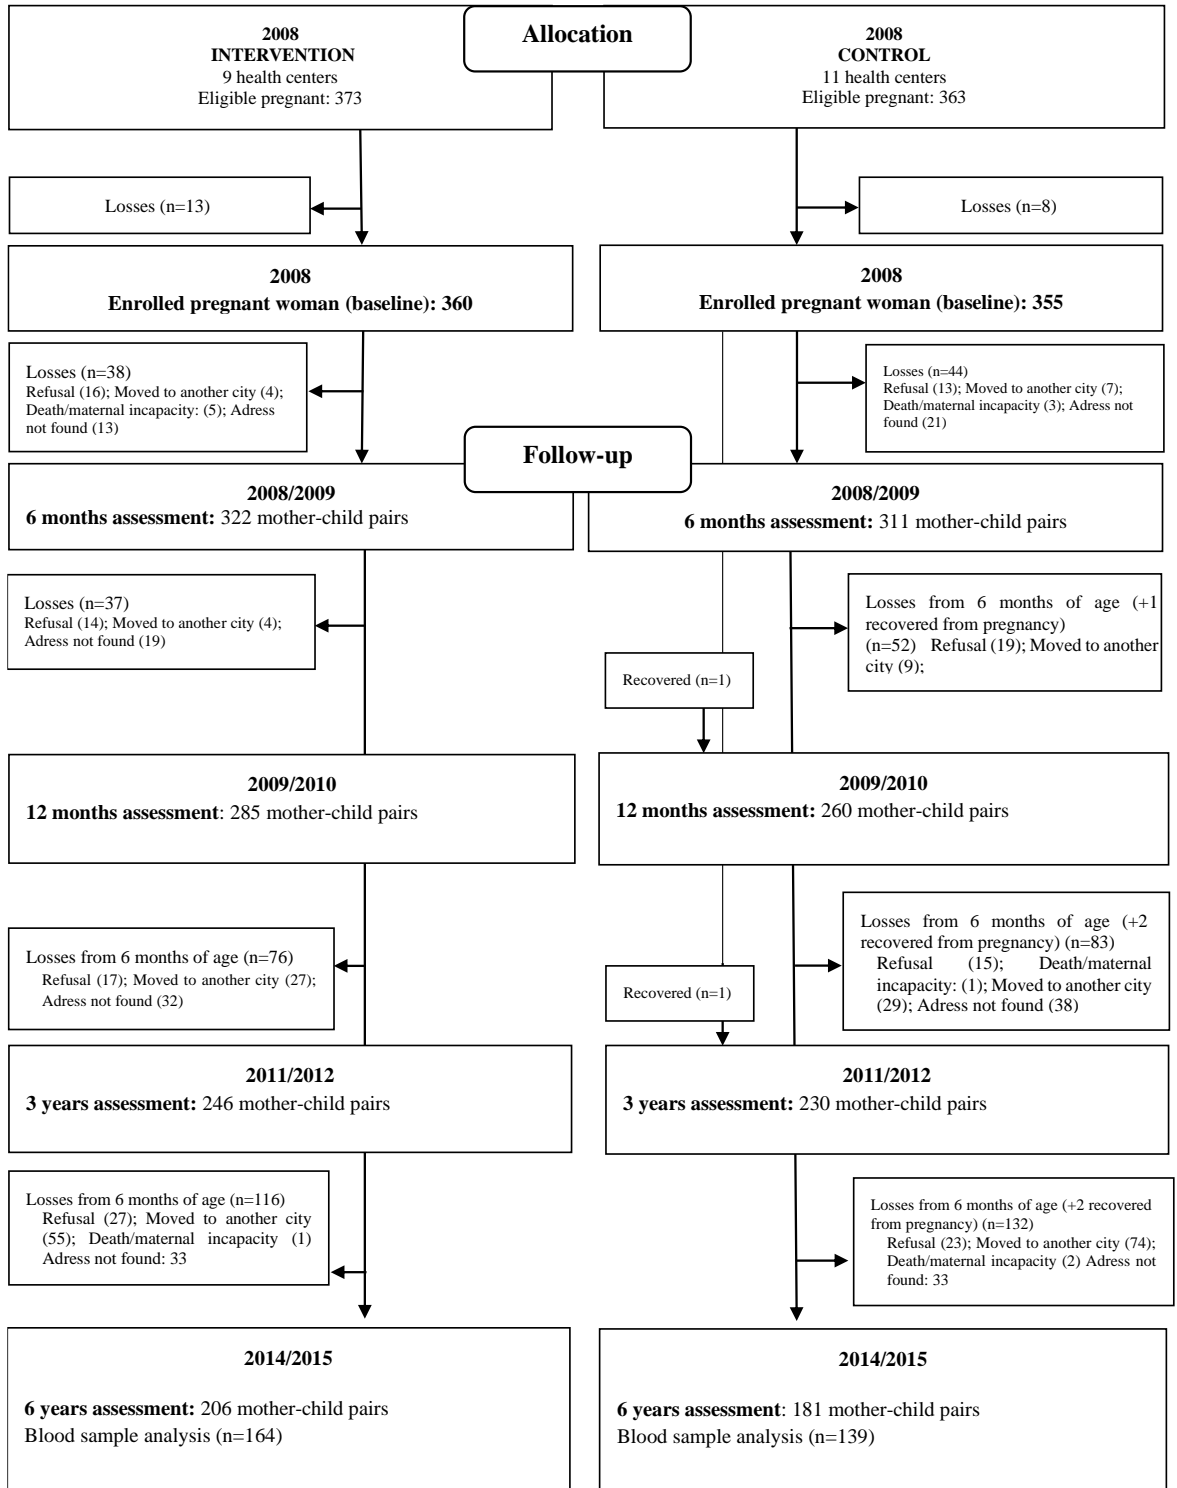 Allocation
2008
INTERVENTION
9 health centers
Eligible pregnant: 373
2008
CONTROL
11 health centers
Eligible pregnant: 363
Losses (n=13)
Losses (n=8)
2008
Enrolled pregnant woman (baseline): 360
2008
Enrolled pregnant woman (baseline): 355
Losses (n=38)
Refusal (16); Moved to another city (4);
Death/maternal incapacity: (5); Adress
not found (13)
Losses (n=44)
Refusal (13); Moved to another city (7);
Death/maternal incapacity (3); Adress not
found (21)
Follow-up
2008/2009
6 months assessment: 322 mother-child pairs
2008/2009
6 months assessment: 311 mother-child pairs
Losses (n=37)
Refusal (14); Moved to another city (4);
Adress not found (19)
Losses from 6 months of age (+1
recovered from pregnancy)
(n=52) Refusal (19); Moved to another
city (9);
Recovered (n=1)
2009/2010
12 months assessment: 285 mother-child pairs
2009/2010
12 months assessment: 260 mother-child pairs
Losses from 6 months of age (n=76)
Refusal (17); Moved to another city (27);
Adress not found (32)
Losses from 6 months of age (+2
recovered from pregnancy) (n=83)
Refusal (15); Death/maternal
incapacity: (1); Moved to another city
(29); Adress not found (38)
Recovered (n=1)
2011/2012
3 years assessment: 246 mother-child pairs
2011/2012
3 years assessment: 230 mother-child pairs
Losses from 6 months of age (n=116)
Refusal (27); Moved to another city
(55); Death/maternal incapacity (1)
Adress not found: 33
Losses from 6 months of age (+2 recovered
from pregnancy) (n=132)
Refusal (23); Moved to another city (74);
Death/maternal incapacity (2) Adress not
found: 33
2014/2015
6 years assessment: 206 mother-child pairs
Blood sample analysis (n=164)
2014/2015
6 years assessment: 181 mother-child pairs
Blood sample analysis (n=139)